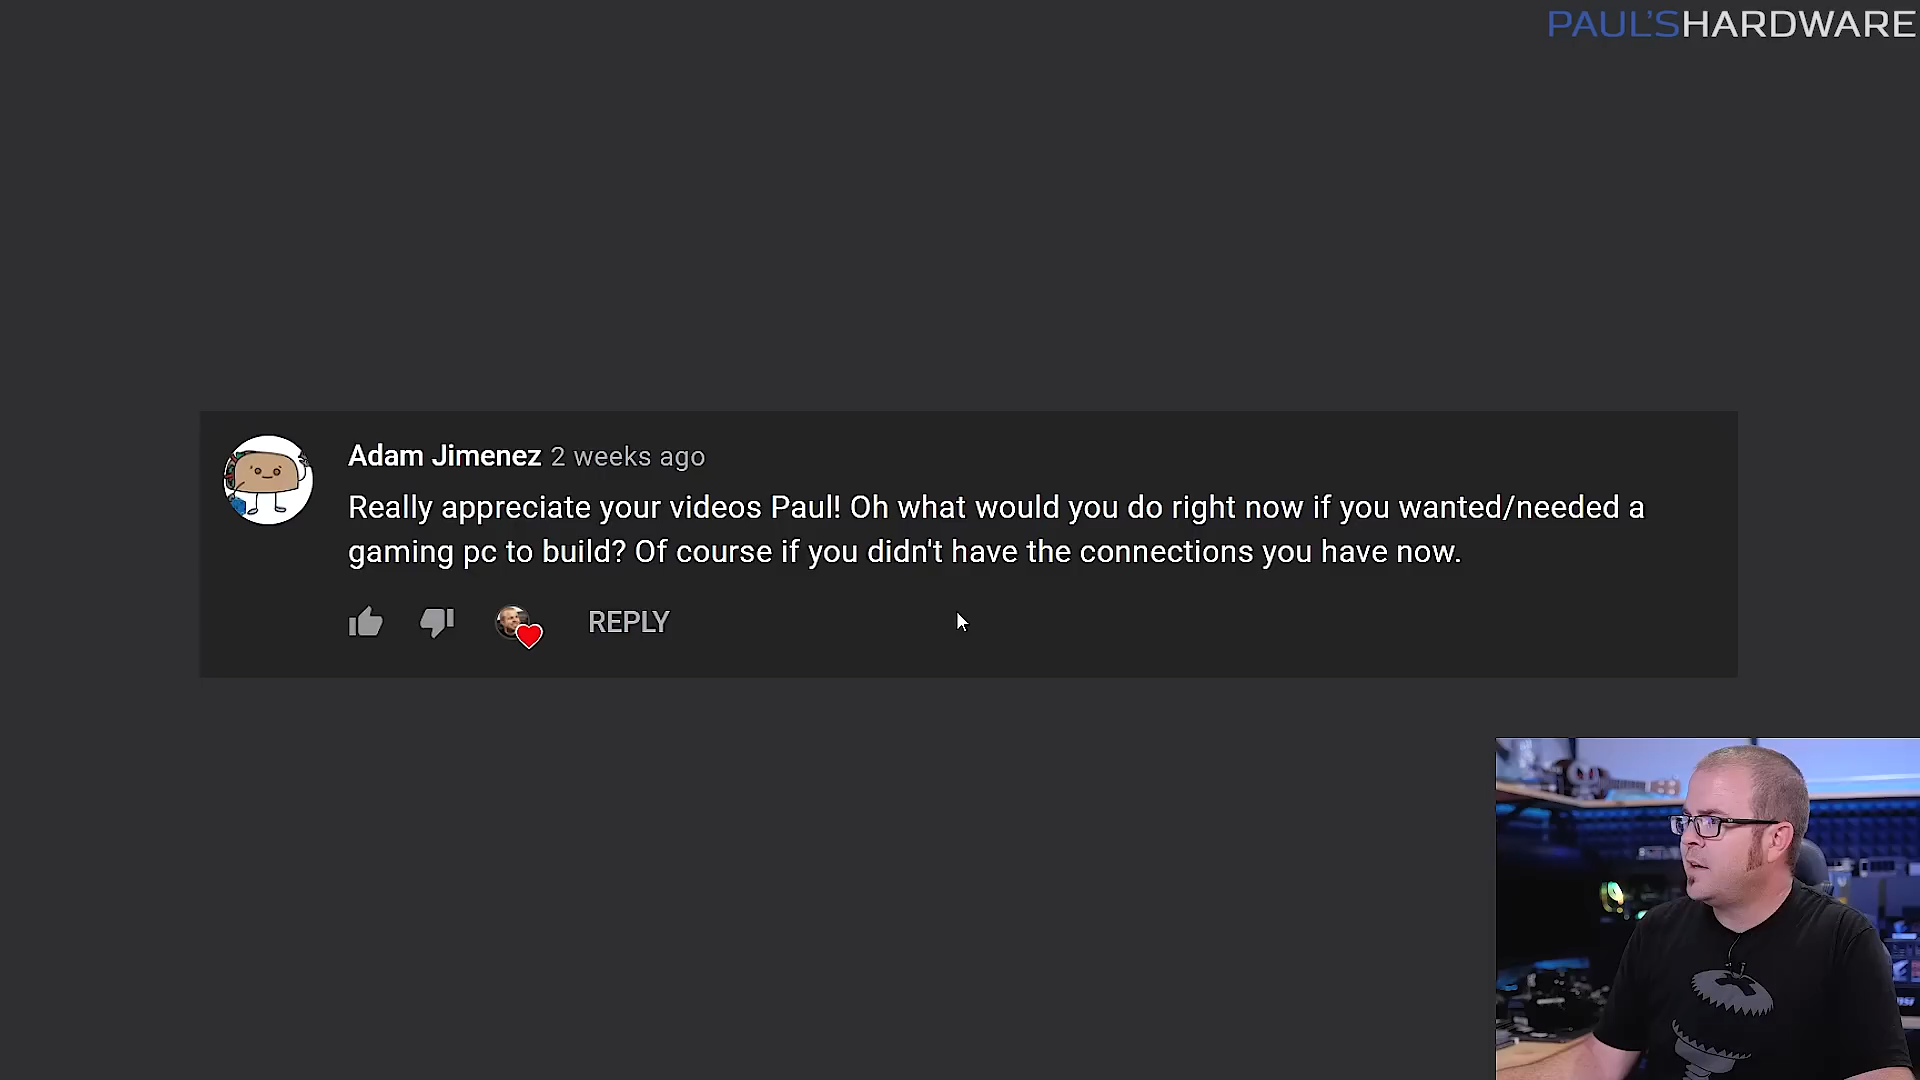 PAUL'SHARDWARE
Adam Jimenez 2 weeks ago
Really appreciate your videos Paul! Oh what would you do right now if you wanted/needed a
gaming pc to build? Of course if you didn't have the connections you have now.
REPLY